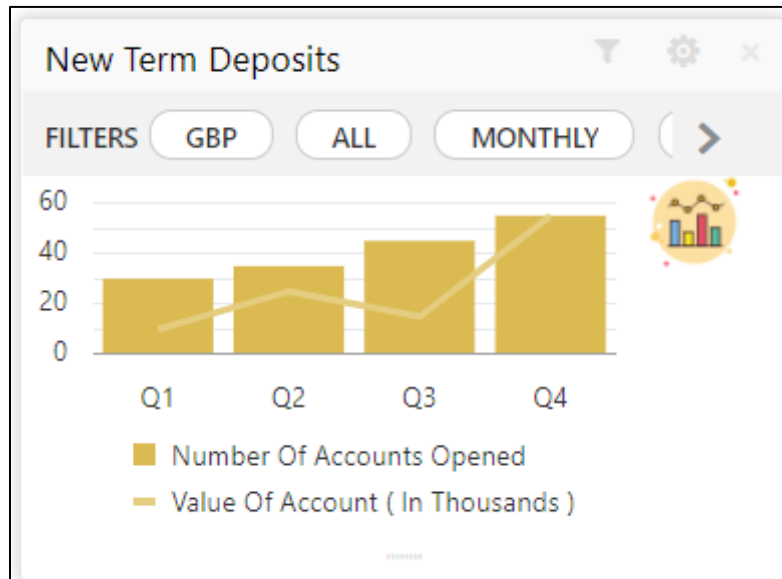 New Term Deposits
FILTERS GBP ALL MONTHLY
60
40
20
0
Q1 Q2 Q3 Q4
Number Of Accounts Opened
Value Of Account ( In Thousands )